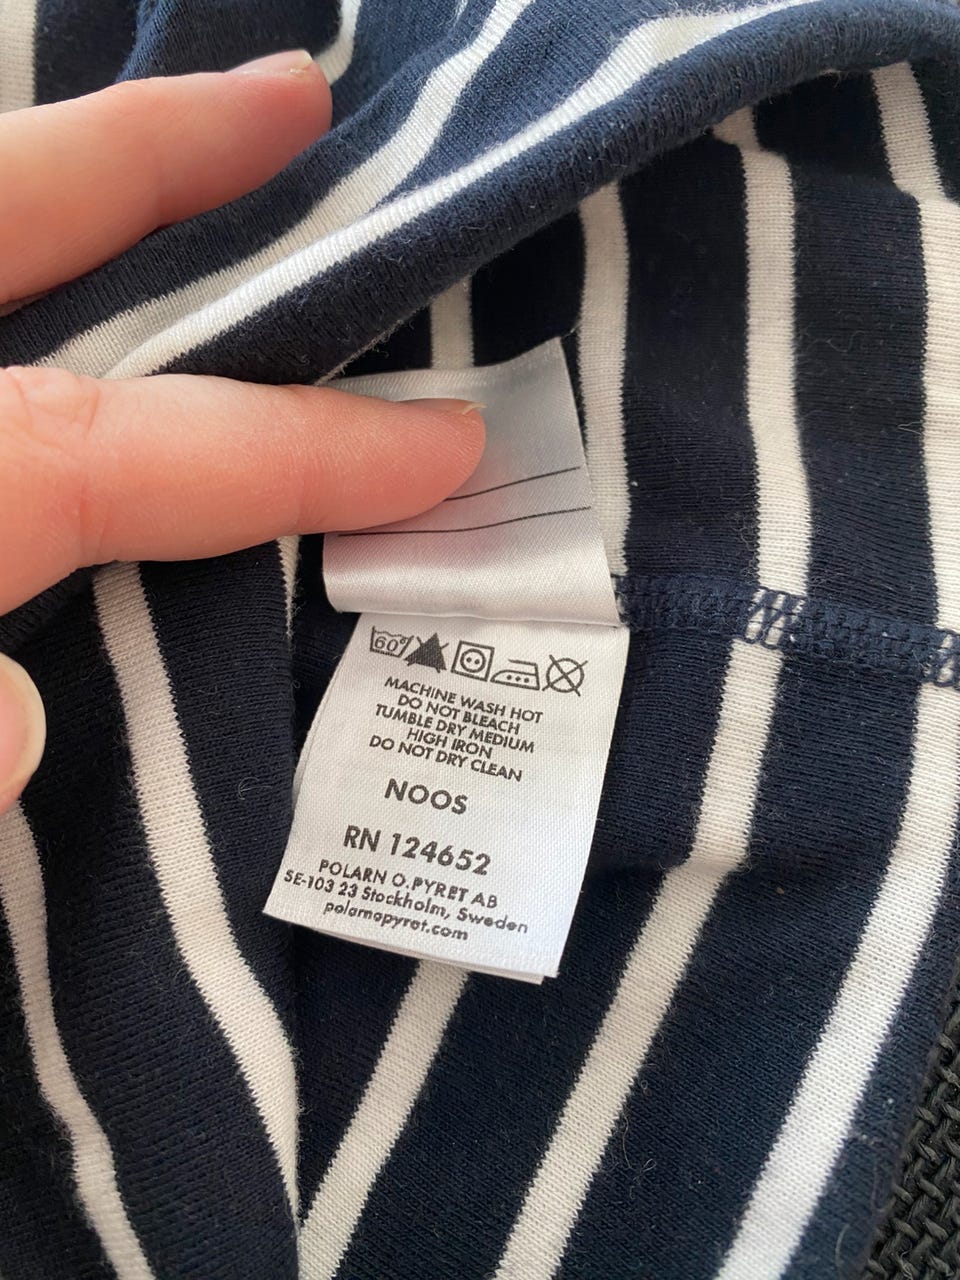 60
MACHINE WASH HOT
DO NOT BLEACH
TUMBLE DRY MEDIUM
HIGH IRON
DO NOT DRY CLEAN
NOOS
RN 124652
POLARN O.PYRET AB
SE-103 23 Stockholm, Sweden
polarnopyret.com